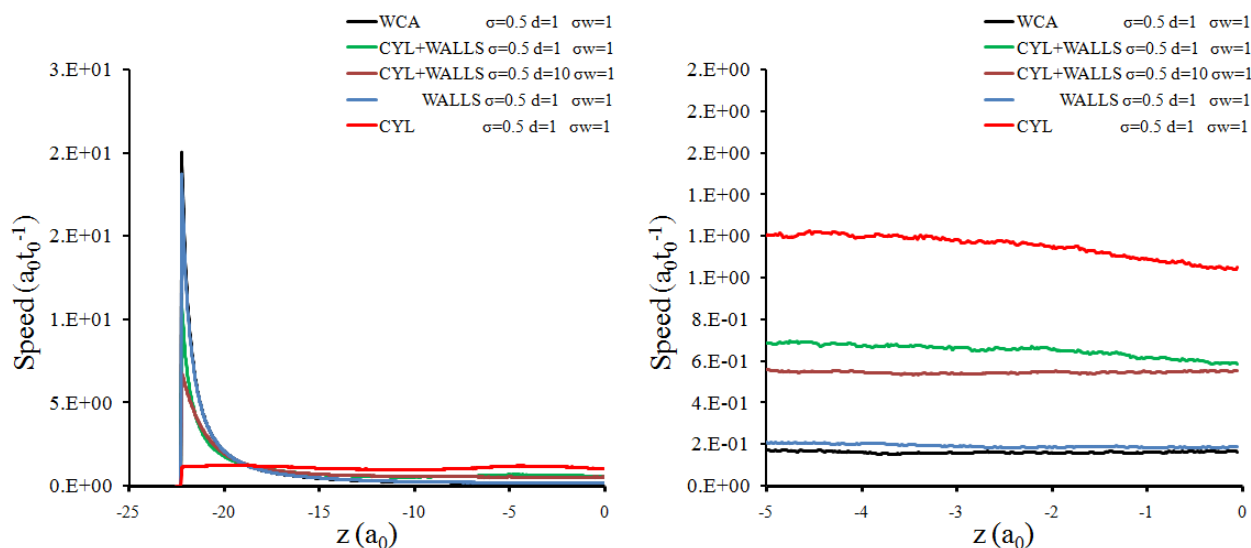 WCA σ=0.5 d=1 σw=1
CYL+WALLS σ=0.5 d=1 σw=1
CYL+WALLS σ=0.5 d=10 σw=1
WALLS σ=0.5 d=1 σw=1
CYL σ=0.5 d=1 σw=1
3.E+01
2.E+01
2.E+01
1.E+01
5.E+00
0.E+00
Speed (a₀t₀⁻¹)
-25 -20 -15 -10 -5 0
z (a₀)
WCA σ=0.5 d=1 σw=1
CYL+WALLS σ=0.5 d=1 σw=1
CYL+WALLS σ=0.5 d=10 σw=1
WALLS σ=0.5 d=1 σw=1
CYL σ=0.5 d=1 σw=1
2.E+00
2.E+00
2.E+00
1.E+00
1.E+00
1.E+00
8.E-01
6.E-01
4.E-01
2.E-01
0.E+00
Speed (a₀t₀⁻¹)
-5 -4 -3 -2 -1 0
z (a₀)